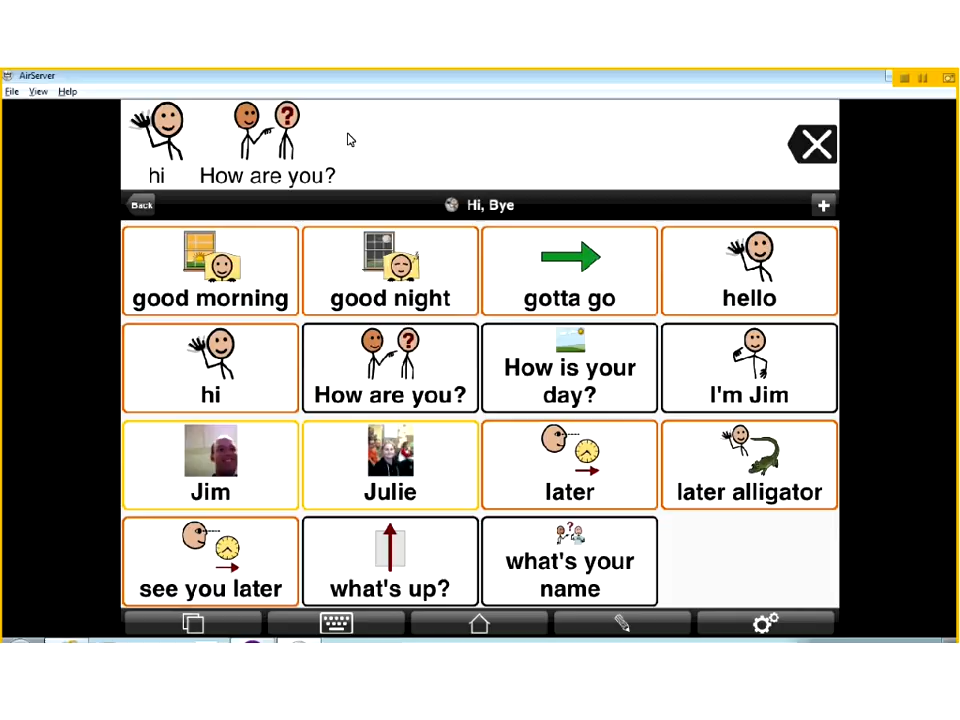 AirServer
File View Help
hi How are you?
Back Hi, Bye +
good morning good night gotta go hello
hi How are you? How is your
day? I'm Jim
Jim Julie later later alligator
see you later what's up? what's your
name